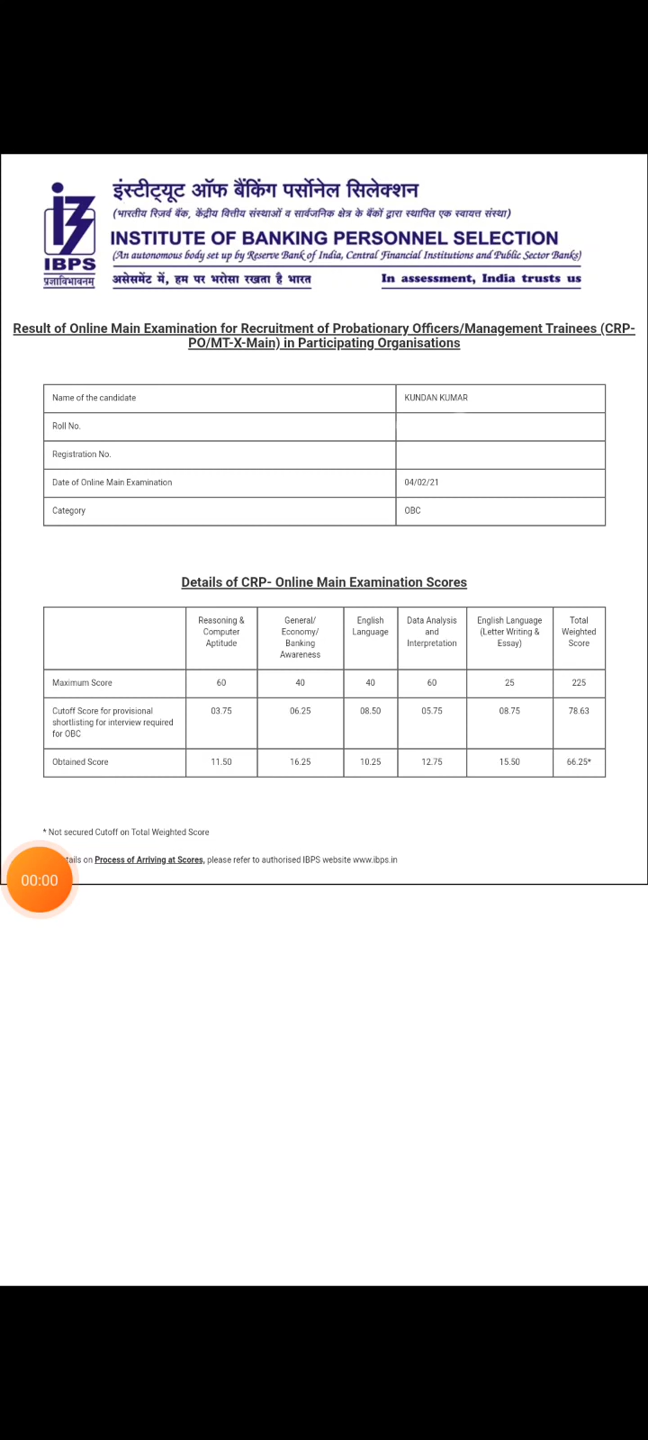 इंस्टीट्यूट ऑफ बैंकिंग पर्सोनेल सिलेक्शन
(भारतीय रिज़र्व बैंक, केंद्रीय वित्तीय संस्थाओं व सार्वजनिक क्षेत्र के बैंकों द्वारा स्थापित एक स्वायत्त संस्था)
INSTITUTE OF BANKING PERSONNEL SELECTION
(An autonomous body set up by Reserve Bank of India, Central Financial Institutions and Public Sector Banks)
IBPS
प्रज्ञाविभावनम्
असेसमेंट में, हम पर भरोसा रखता है भारत In assessment, India trusts us
Result of Online Main Examination for Recruitment of Probationary Officers/Management Trainees (CRP-
PO/MT-X-Main) in Participating Organisations
Name of the candidate KUNDAN KUMAR
Roll No.
Registration No.
Date of Online Main Examination 04/02/21
Category OBC
Details of CRP- Online Main Examination Scores
Reasoning & Computer Aptitude General/ Economy/ Banking Awareness English Language Data Analysis and Interpretation English Language (Letter Writing & Essay) Total Weighted Score
Maximum Score 60 40 40 60 25 225
Cutoff Score for provisional shortlisting for interview required for OBC 03.75 06.25 08.50 05.75 08.75 78.63
Obtained Score 11.50 16.25 10.25 12.75 15.50 66.25*
* Not secured Cutoff on Total Weighted Score
on Process of Arriving at Scores, please refer to authorised IBPS website www.ibps.in
00:00